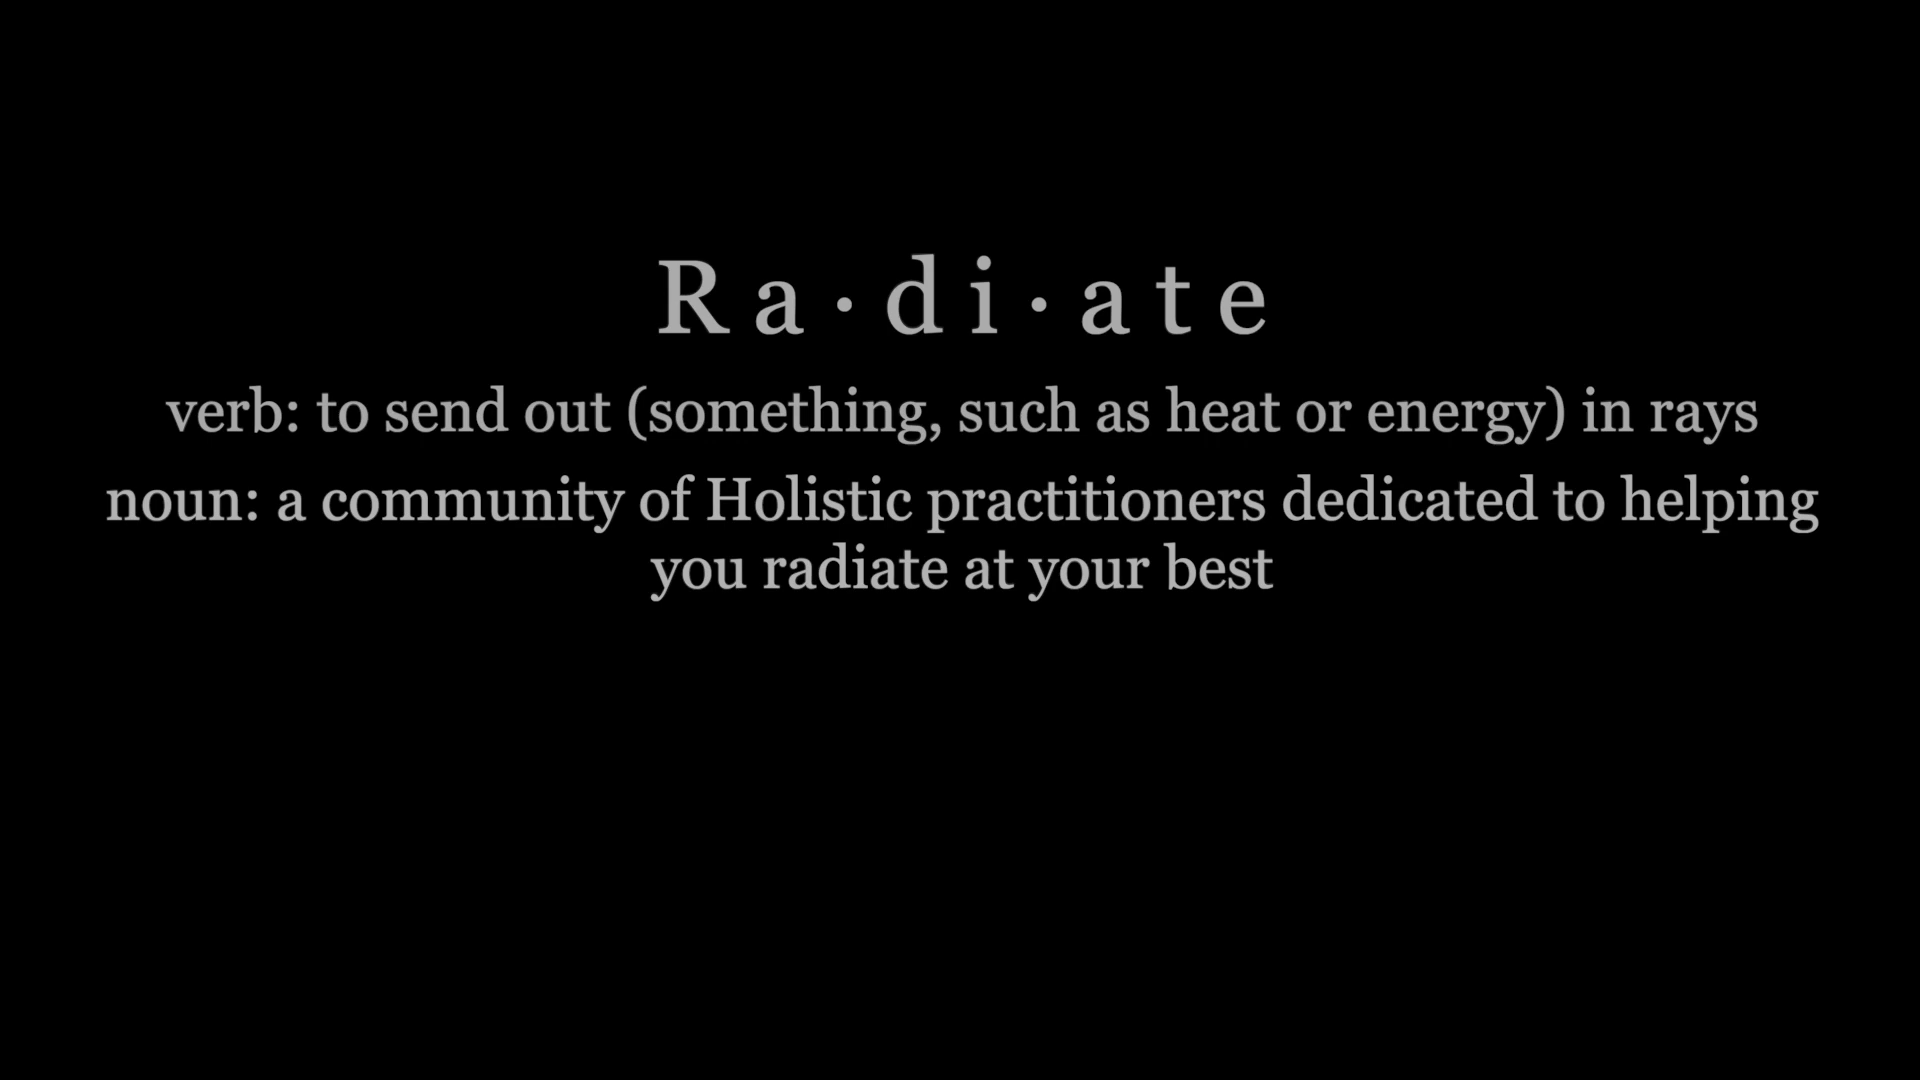 Ra·di·ate
verb: to send out (something, such as heat or energy) in rays
noun: a community of Holistic practitioners dedicated to helping
you radiate at your best